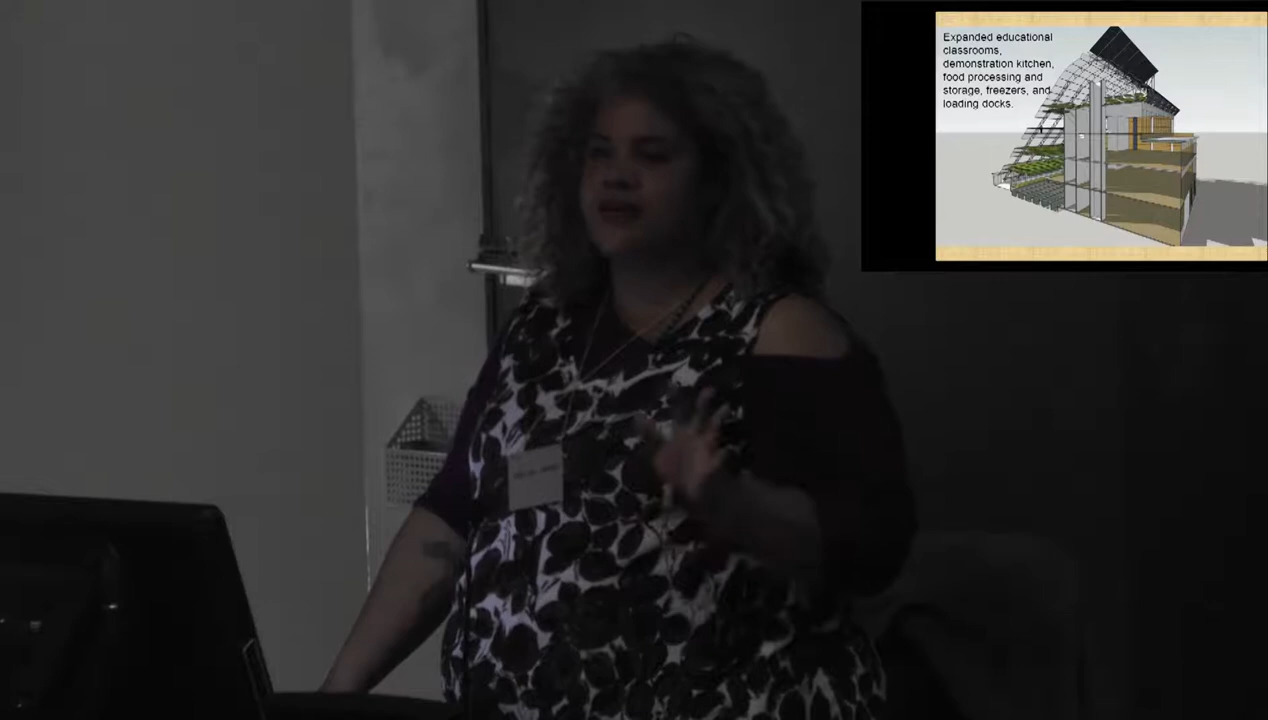 Expanded educational
classrooms,
demonstration kitchen,
food processing and
storage, freezers, and
loading docks.